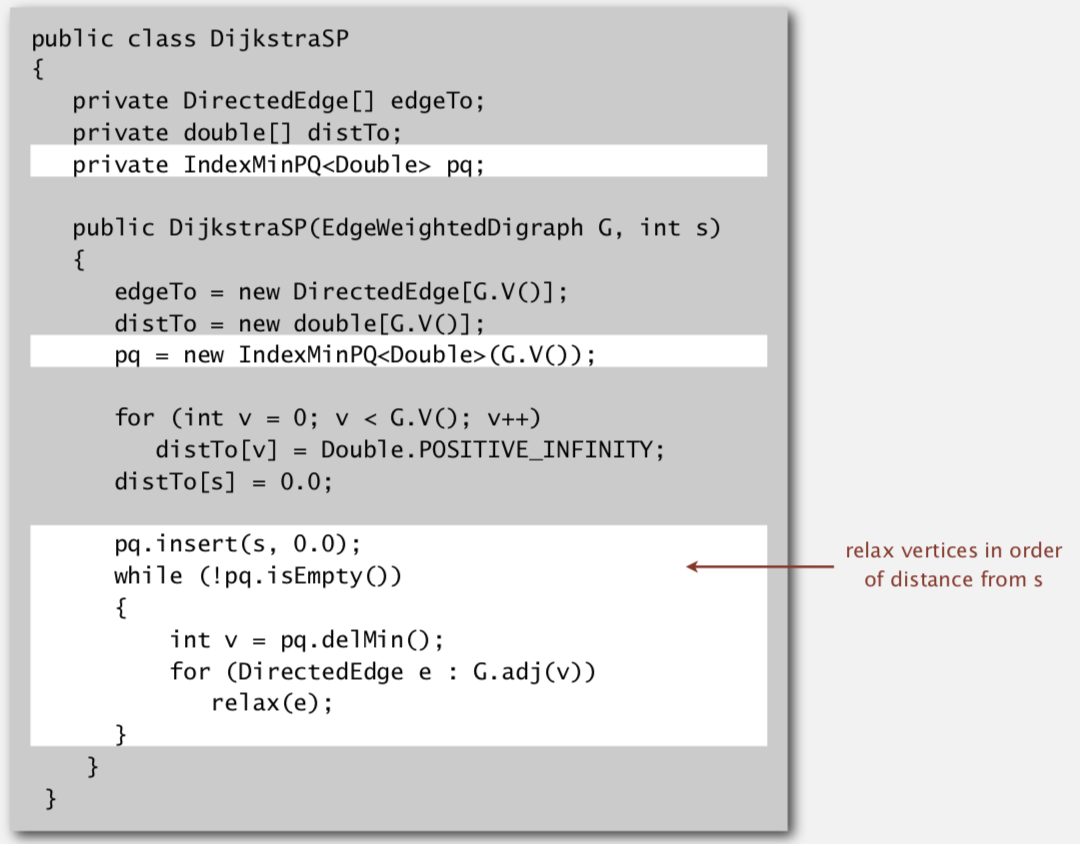 public class DijkstraSP
{
private DirectedEdge[] edgeTo;
private double[] distTo;
private IndexMinPQ<Double> pq;
public DijkstraSP(EdgeWeightedDigraph G, int s)
{
edgeTo = new DirectedEdge[G.V()];
distTo = new double[G.V()];
pq = new IndexMinPQ<Double>(G.V());
for (int v = 0; v < G.V(); v++)
distTo[v] = Double.POSITIVE_INFINITY;
distTo[s] = 0.0;
pq.insert(s, 0.0);
while (!pq.isEmpty())
{
int v = pq.delMin();
for (DirectedEdge e : G.adj(v))
relax(e);
}
}
}
relax vertices in order
of distance from s